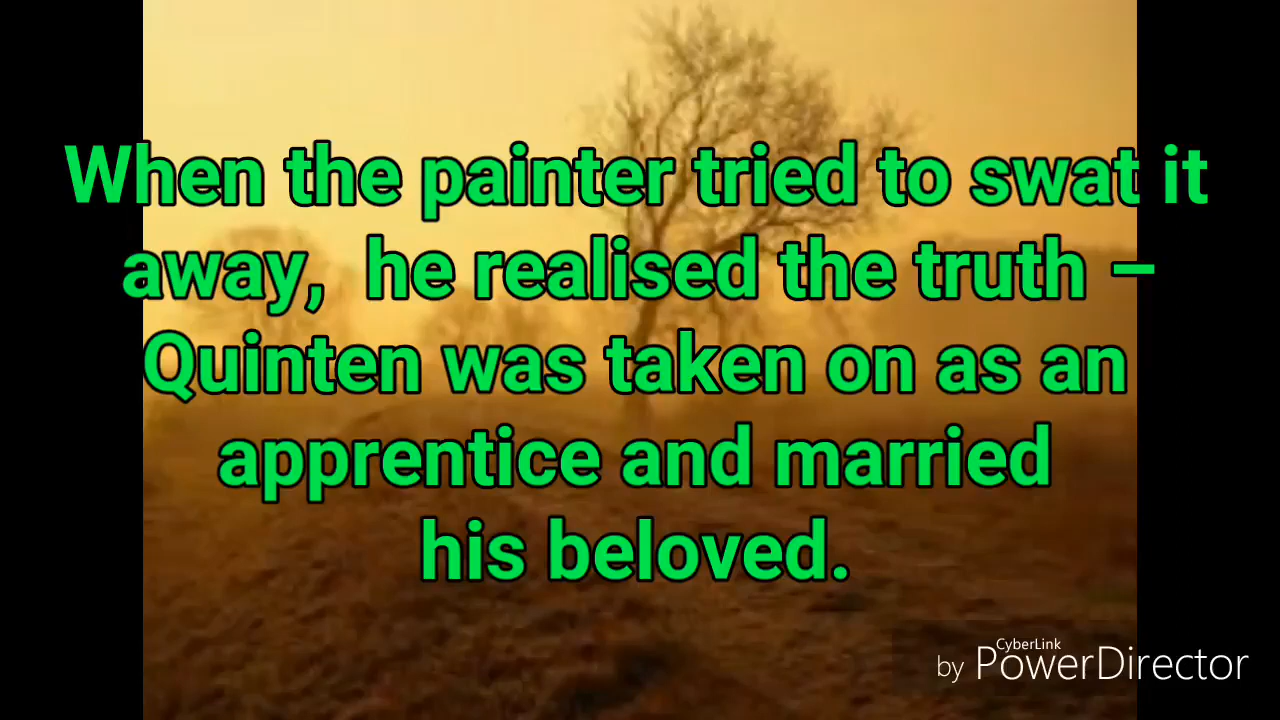 When the painter tried to swat it
away,  he realised the truth –
Quinten was taken on as an
apprentice and married
his beloved.
CyberLink
by PowerDirector